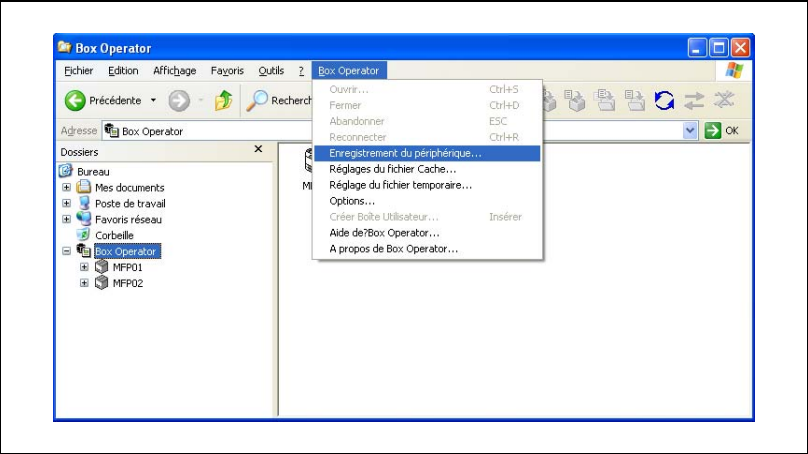 Box Operator
Fichier Edition Affichage Favoris Outils ? Box Operator
Précédente Recherch
Adresse Box Operator OK
Ouvrir... Ctrl+S
Fermer Ctrl+D
Abandonner ESC
Reconnecter Ctrl+R
Enregistrement du périphérique...
Réglages du fichier Cache...
Réglage du fichier temporaire...
Options...
Créer Boîte Utilisateur... Insérer
Aide de?Box Operator...
A propos de Box Operator...
Dossiers
Bureau
Mes documents
Poste de travail
Favoris réseau
Corbeille
Box Operator
MFP01
MFP02